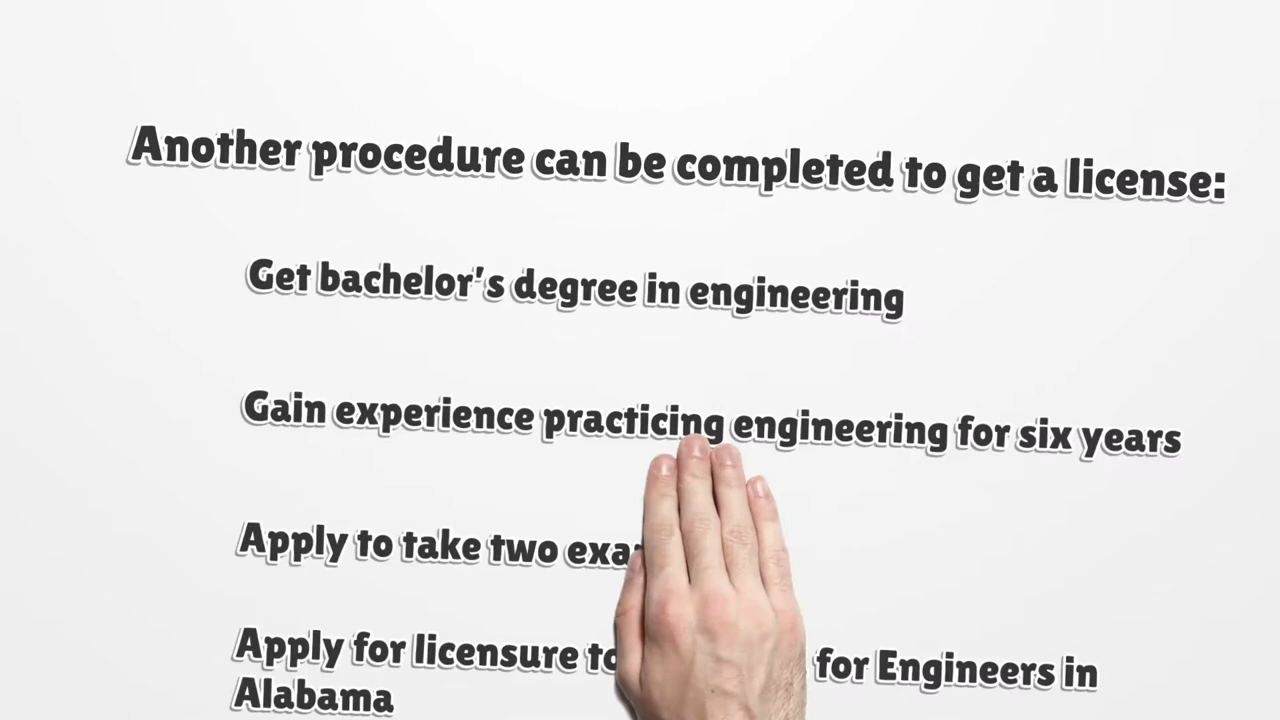 Another procedure can be completed to get a license:
Get bachelor's degree in engineering
Gain experience practicing engineering for six years
Apply to take two
Apply for licensure to for Engineers in
Alabama